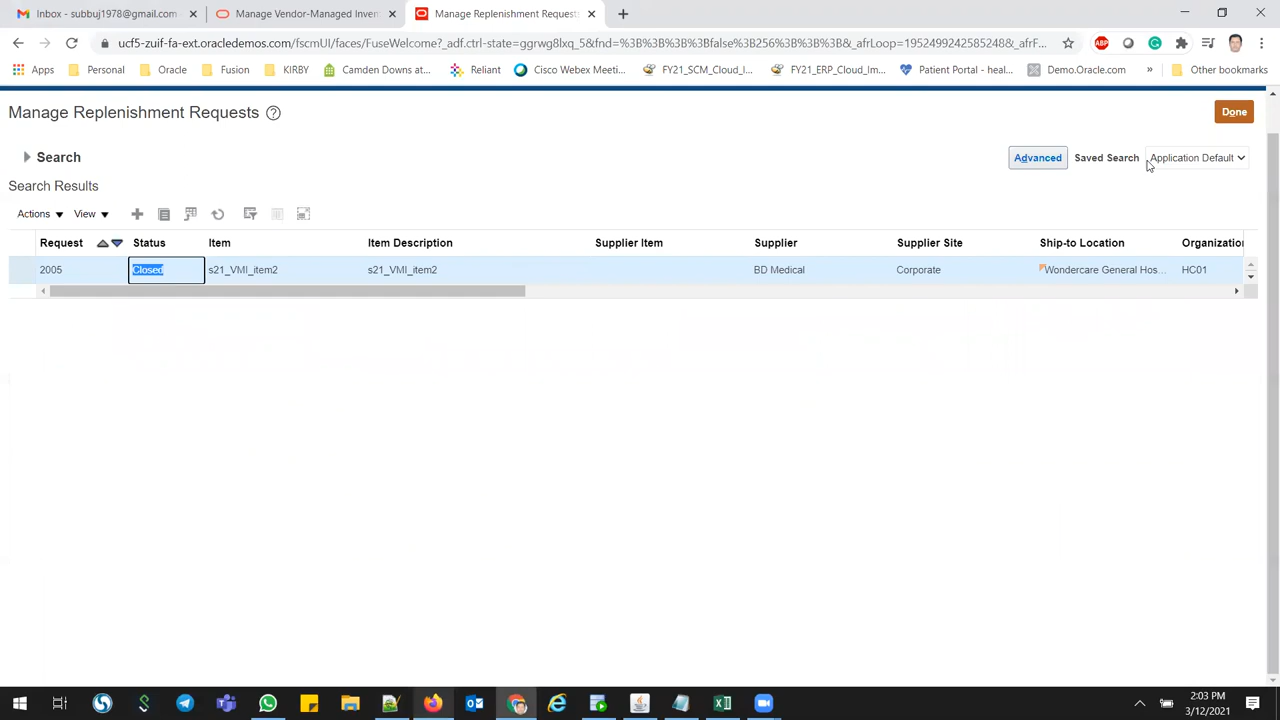 Inbox - subbuj1978@gmail.com
Manage Vendor-Managed Inven
Manage Replenishment Requests
ucf5-zuif-fa-ext.oracledemos.com/fscmUI/faces/FuseWelcome?_adf.ctrl-state=ggrwg8lxq_5&fnd=%3B%3B%3B%3Bfalse%3B256%3B%3B%3B&_afrLoop=1952499242585248&_afrF...
ABP
Apps
Personal
Oracle
Fusion
KIRBY
Camden Downs at...
Reliant
Cisco Webex Meeti...
FY21_SCM_Cloud_I...
FY21_ERP_Cloud_Im...
Patient Portal - heal...
Demo.Oracle.com
»
Other bookmarks
Manage Replenishment Requests
Done
Search
Advanced
Saved Search
Application Default
Search Results
Actions
View
Request
Status
Item
Item Description
Supplier Item
Supplier
Supplier Site
Ship-to Location
Organization
2005
Closed
s21_VMI_item2
s21_VMI_item2
BD Medical
Corporate
Wondercare General Hos...
HC01
2:03 PM
3/12/2021